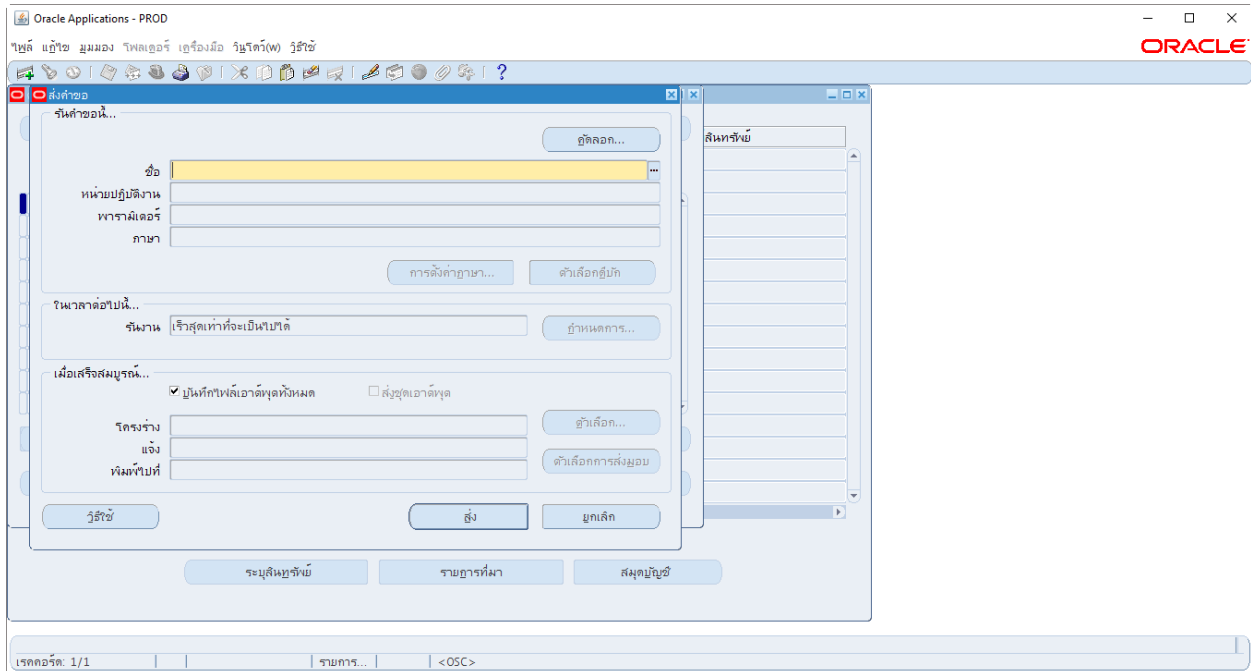 Oracle Applications - PROD
ไฟล์ แก้ไข มุมมอง โฟลเดอร์ เครื่องมือ วินโดว์(W) วิธีใช้
ORACLE
ส่งคำขอ
รันคำขอนี้...
คัดลอก...
สินทรัพย์
ชื่อ
หน่วยปฏิบัติงาน
พารามิเตอร์
ภาษา
การตั้งค่าภาษา...
ตัวเลือกดีบัก
ในเวลาต่อไปนี้...
รันงาน เร็วสุดเท่าที่จะเป็นไปได้
กำหนดการ...
เมื่อเสร็จสมบูรณ์...
บันทึกไฟล์เอาต์พุตทั้งหมด
ส่งชุดเอาต์พุต
โครงร่าง
ตัวเลือก...
แจ้ง
พิมพ์ไปที่
ตัวเลือกการส่งมอบ
วิธีใช้
ส่ง
ยกเลิก
ระบุสินทรัพย์
รายการที่มา
สมุดบัญชี
เรคคอร์ด: 1/1
รายการ...
<OSC>